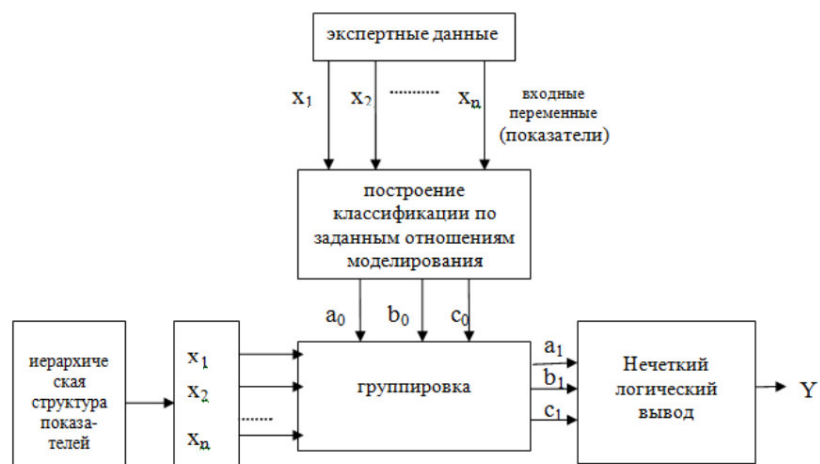 экспертные данные
x₁ x₂ ......... xₙ
входные
переменные
(показатели)
построение
классификации по
заданным отношениям
моделирования
a₀ b₀ c₀
иерархиче
ская
структура
показа-
телей
x₁
x₂
........
xₙ
группировка
a₁
b₁
c₁
Нечеткий
логический
вывод
Y